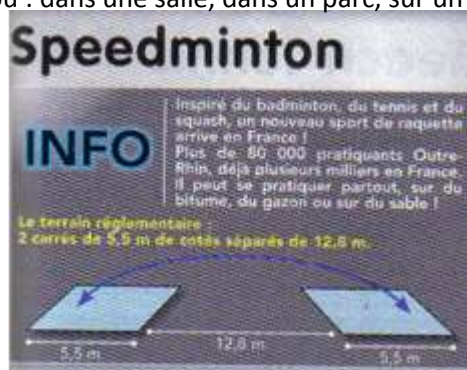 où : dans une salle, dans un parc, sur un
Speedminton
INFO
Inspiré du badminton, du tennis et du
squash, un nouveau sport de raquette
arrive en France !
Plus de 80 000 pratiquants Outre-
Rhin, déjà plusieurs milliers en France.
Il peut se pratiquer partout, sur du
bitume, du gazon ou sur du sable !
Le terrain réglementaire
2 carrés de 5,5 m de cotés séparés de 12,8 m.
12,8 m
5,5 m
5,5 m